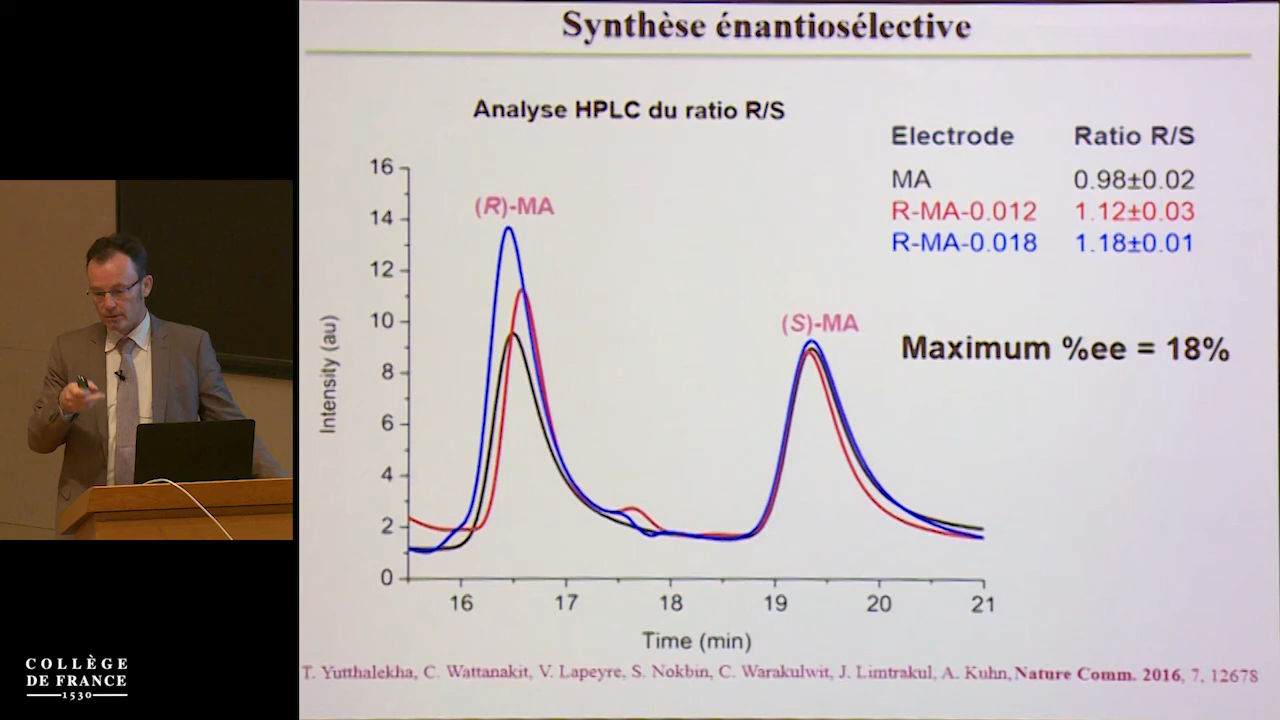 Synthèse énantiosélective
Analyse HPLC du ratio R/S
Electrode Ratio R/S
MA 0.98±0.02
R-MA-0.012 1.12±0.03
R-MA-0.018 1.18±0.01
Maximum %ee = 18%
(R)-MA
(S)-MA
Intensity (au)
16
14
12
10
8
6
4
2
0
16 17 18 19 20 21
Time (min)
T. Yutthalekha, C. Wattanakit, V. Lapeyre, S. Nokbin, C. Warakulwit, J. Limtrakul, A. Kuhn, Nature Comm. 2016, 7, 12678
COLLÈGE
DE FRANCE
1530